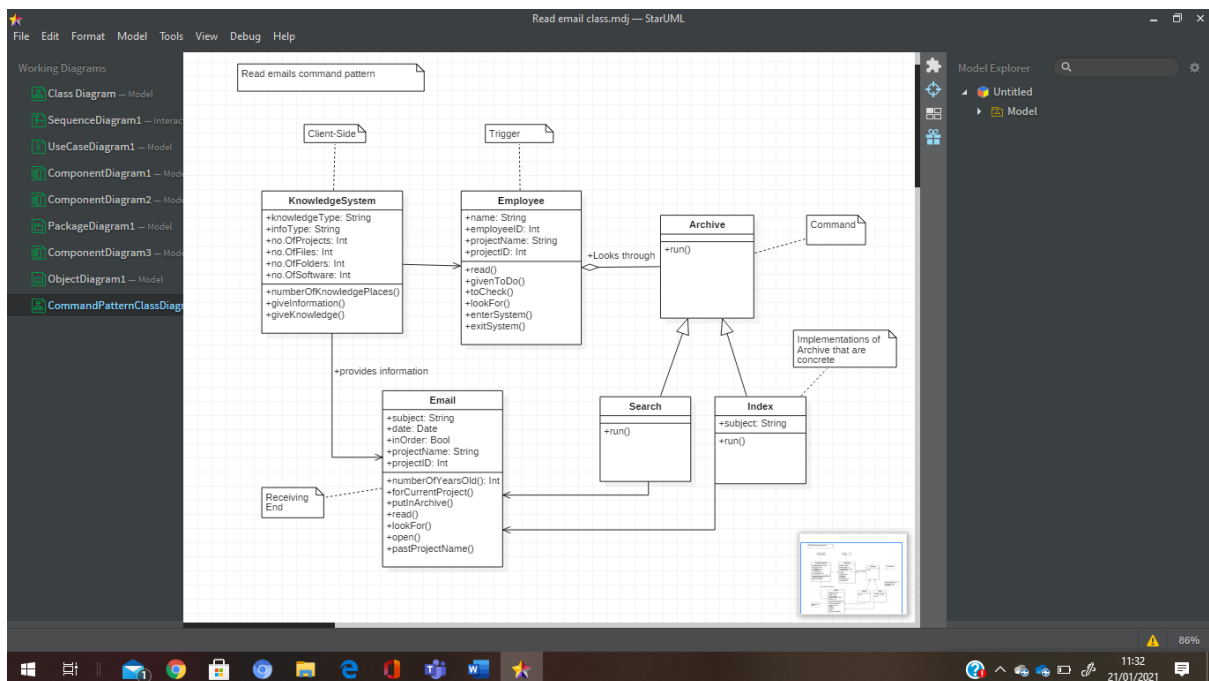 Read email class.mdj — StarUML
File Edit Format Model Tools View Debug Help
Working Diagrams
Class Diagram — Model
SequenceDiagram1 — Interac
UseCaseDiagram1 — Model
ComponentDiagram1 — Mode
ComponentDiagram2 — Mode
PackageDiagram1 — Model
ComponentDiagram3 — Mode
ObjectDiagram1 — Model
CommandPatternClassDiagr
Read emails command pattern
Client-Side
Trigger
KnowledgeSystem
+knowledgeType: String
+infoType: String
+no.OfProjects: Int
+no.OfFiles: Int
+no.OfFolders: Int
+no.OfSoftware: Int
+numberOfKnowledgePlaces()
+giveInformation()
+giveKnowledge()
Employee
+name: String
+employeeID: Int
+projectName: String
+projectID: Int
+read()
+givenToDo()
+toCheck()
+lookFor()
+enterSystem()
+exitSystem()
+Looks through
Archive
+run()
Command
Implementations of
Archive that are
concrete
+provides information
Email
+subject: String
+date: Date
+inOrder: Bool
+projectName: String
+projectID: Int
+numberOfYearsOld(): Int
+forCurrentProject()
+putInArchive()
+read()
+lookFor()
+open()
+pastProjectName()
Receiving
End
Search
+run()
Index
+subject: String
+run()
Model Explorer
Untitled
Model
86%
11:32
21/01/2021